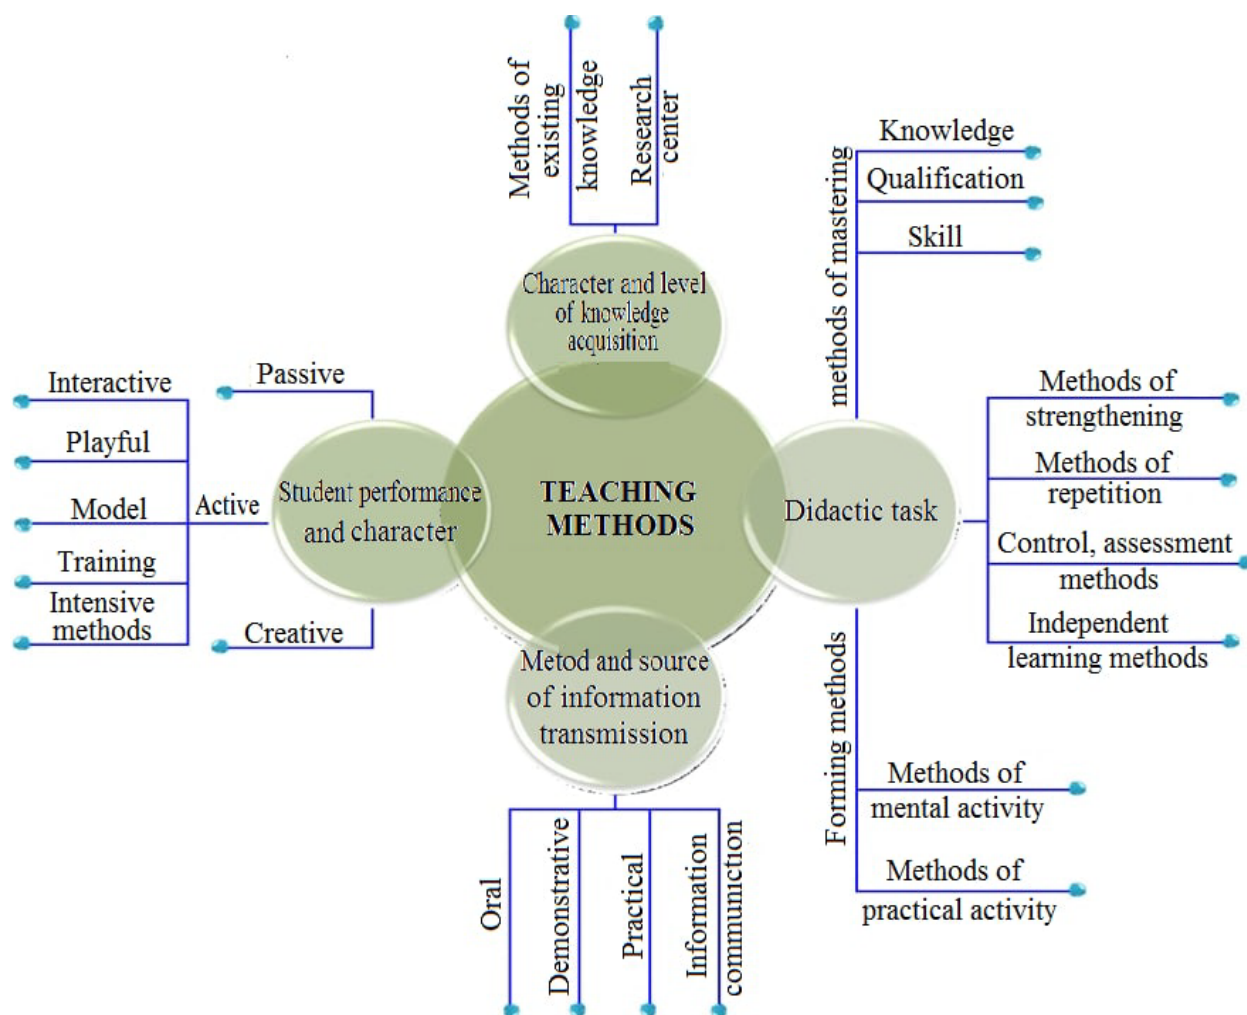 Methods of
existing
knowledge
Research
center
Character and level
of knowledge
acquisition
TEACHING
METHODS
Student performance
and character
Passive
Active
Creative
Interactive
Playful
Model
Training
Intensive
methods
Didactic task
methods of mastering
Knowledge
Qualification
Skill
Methods of
strengthening
Methods of
repetition
Control, assessment
methods
Independent
learning methods
Forming methods
Methods of
mental activity
Methods of
practical activity
Metod and source
of information
transmission
Oral
Demonstrative
Practical
Information
communiction